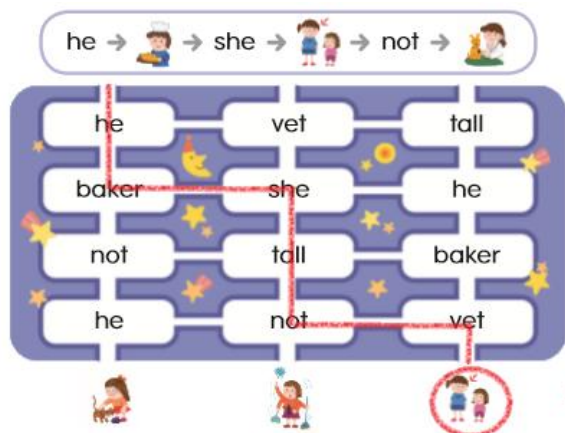 he → → she → → not →
he vet tall
baker she he
not tall baker
he not vet